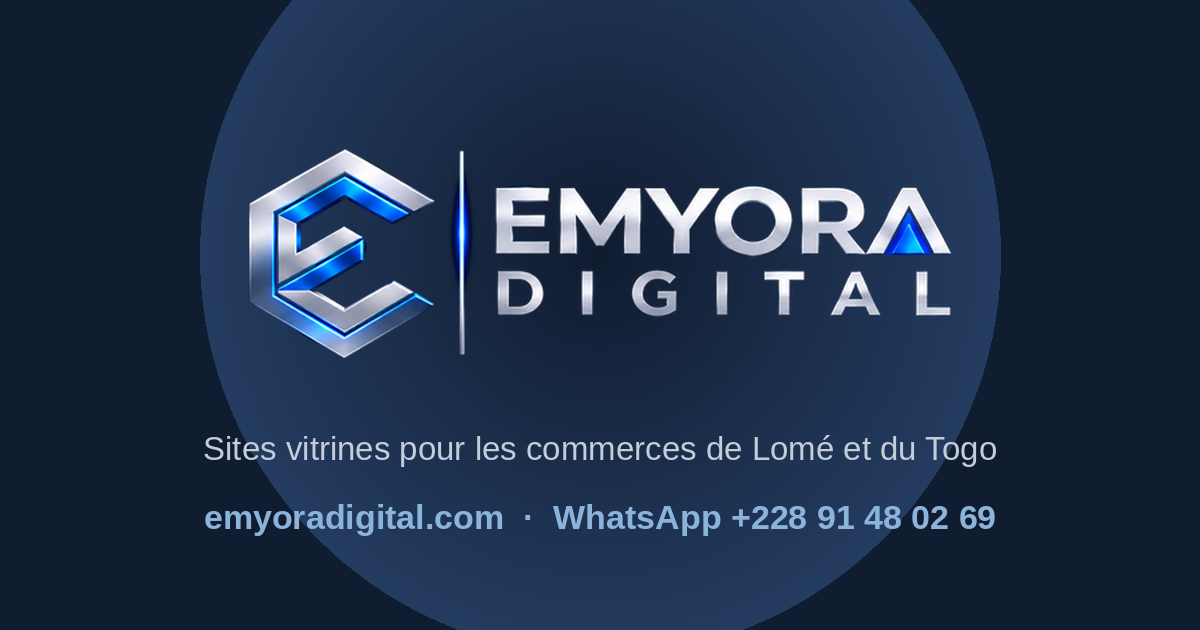 EMYORA
DIGITAL
Sites vitrines pour les commerces de Lomé et du Togo
emyoradigital.com · WhatsApp +228 91 48 02 69